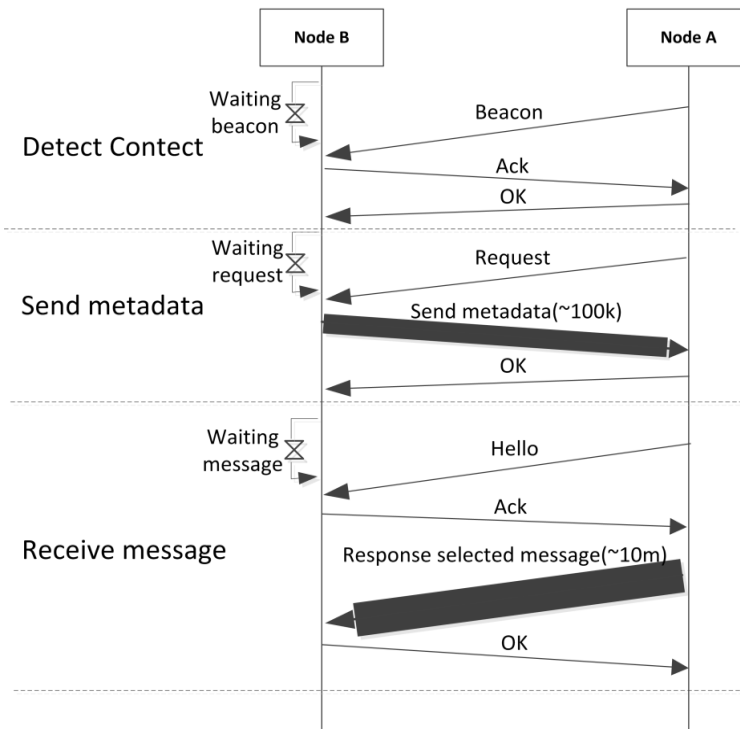 Node B
Node A
Waiting
beacon
Beacon
Detect Contect
Ack
OK
Waiting
request
Request
Send metadata
Send metadata(~100k)
OK
Waiting
message
Hello
Ack
Receive message
Response selected message(~10m)
OK